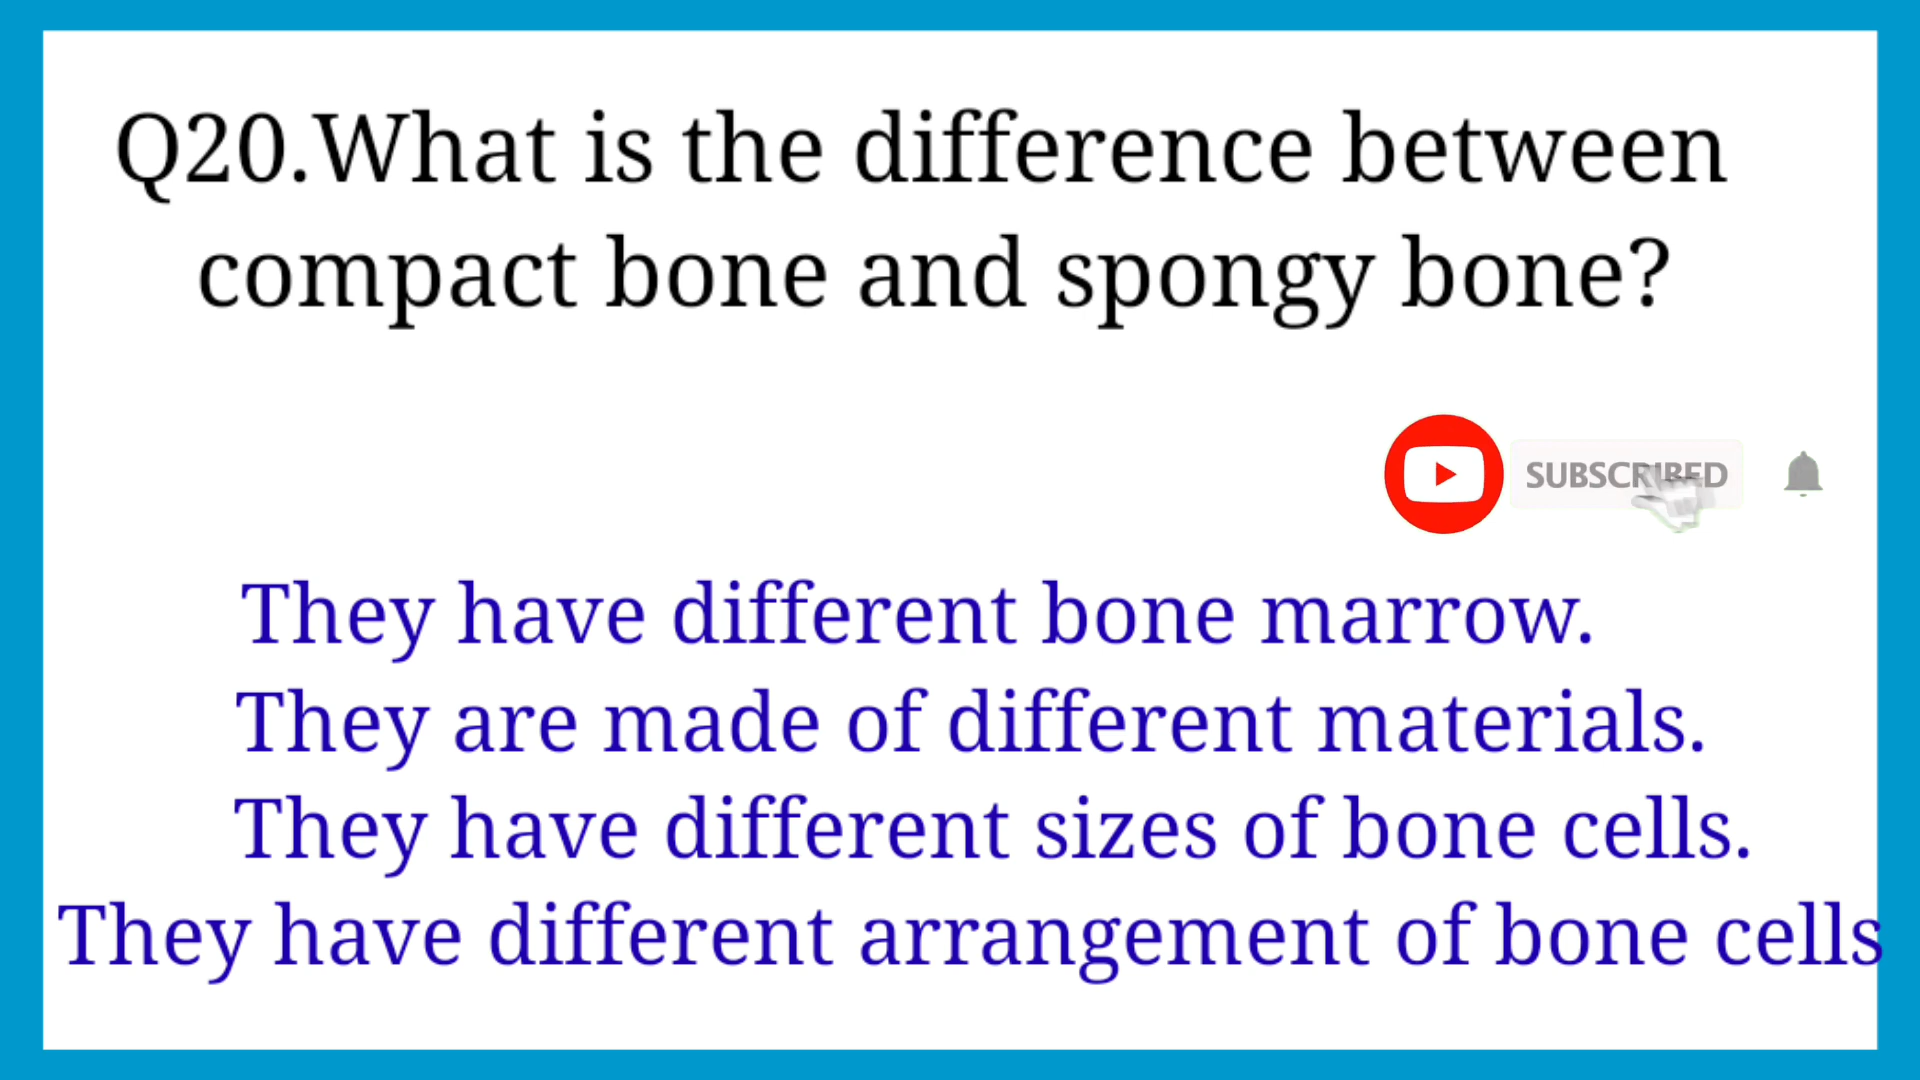 Q20.What is the difference between
compact bone and spongy bone?
SUBSCRIBED
They have different bone marrow.
They are made of different materials.
They have different sizes of bone cells.
They have different arrangement of bone cells